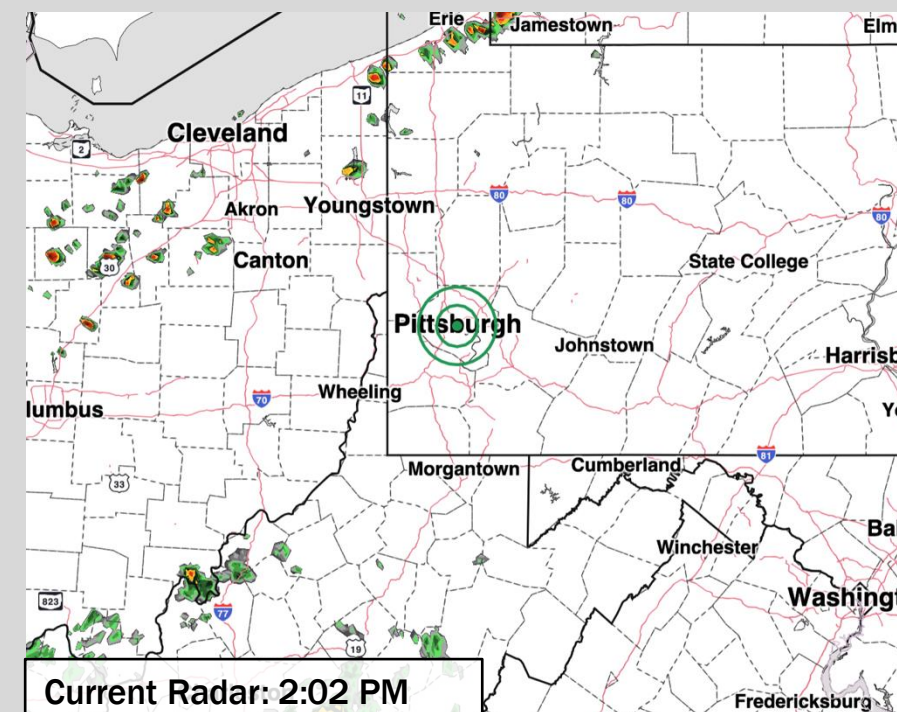 Erie
Jamestown
Elm
11
Cleveland
2
80
80
Akron
Youngstown
80
30
Canton
State College
Pittsburgh
Johnstown
Harrisb
70
Wheeling
lumbus
Y
81
Morgantown
Cumberland
33
Ba
Winchester
823
77
Washingt
19
Current Radar: 2:02 PM
Fredericksburg